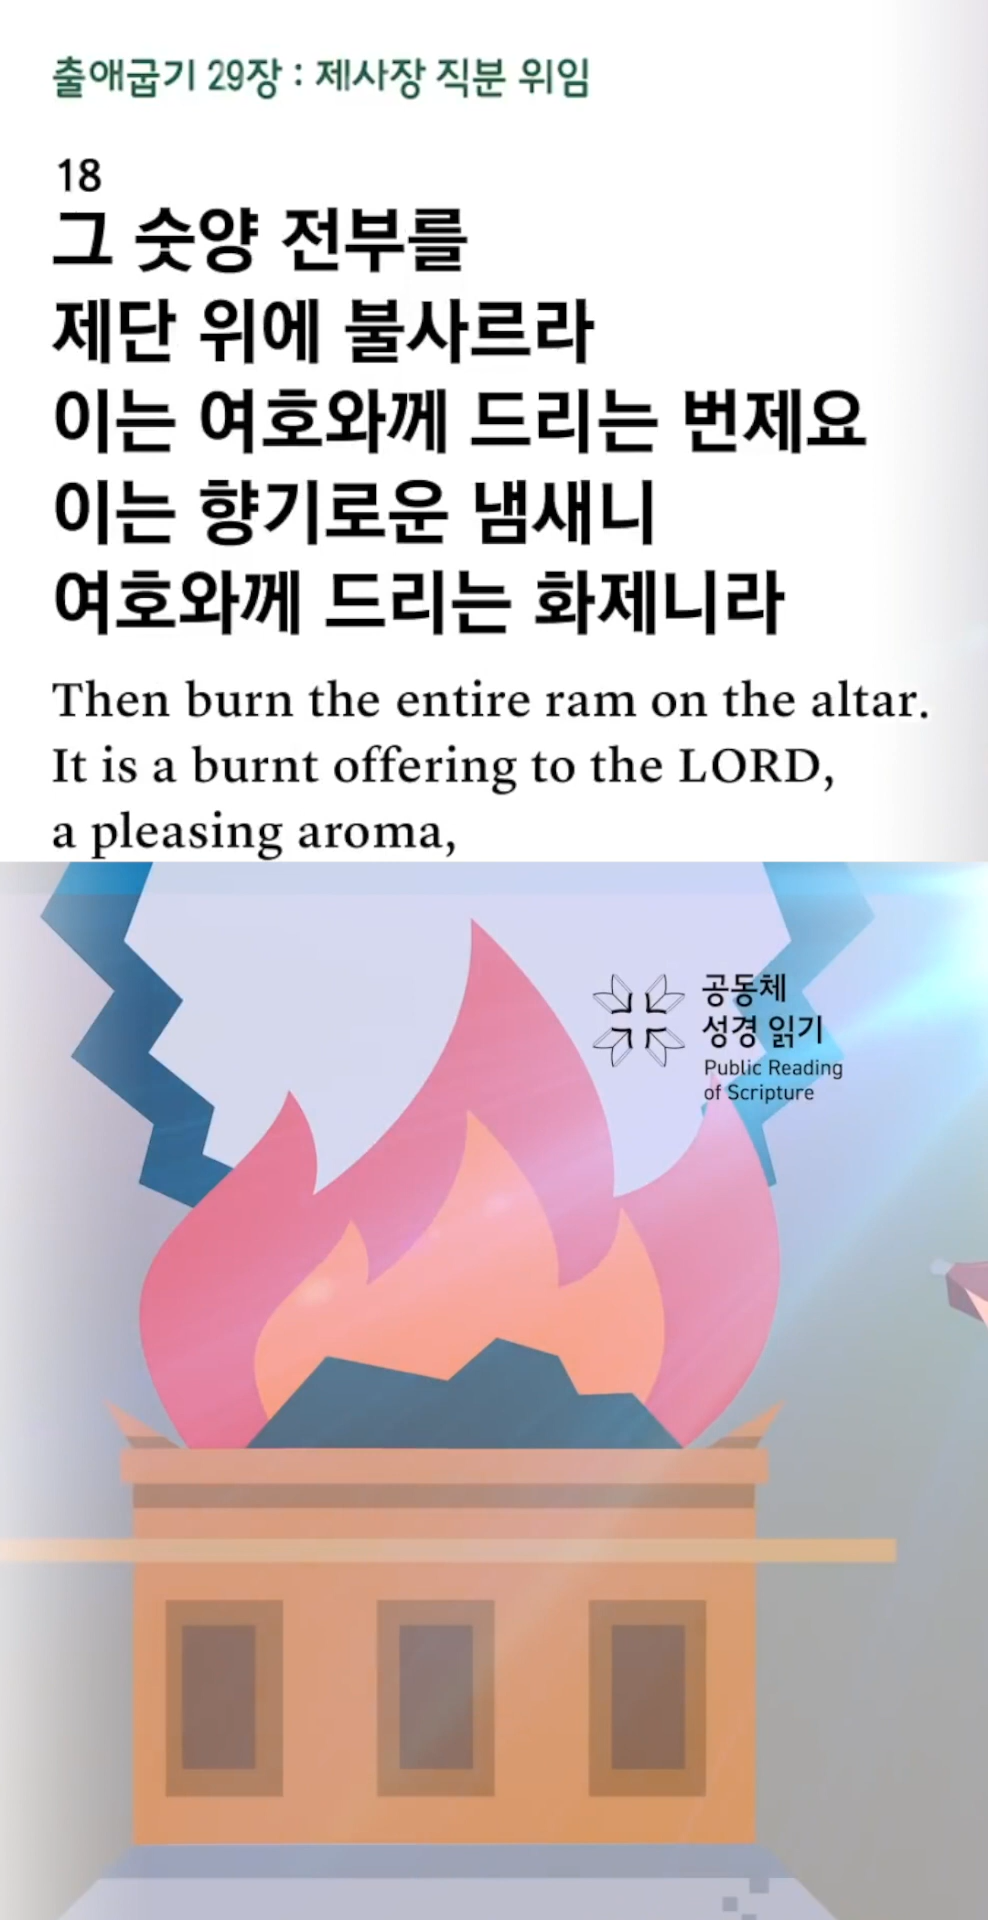 출애굽기 29장 : 제사장 직분 위임
18
그 숫양 전부를
제단 위에 불사르라
이는 여호와께 드리는 번제요
이는 향기로운 냄새니
여호와께 드리는 화제니라
Then burn the entire ram on the altar.
It is a burnt offering to the LORD,
a pleasing aroma,
공동체
성경 읽기
Public Reading
of Scripture